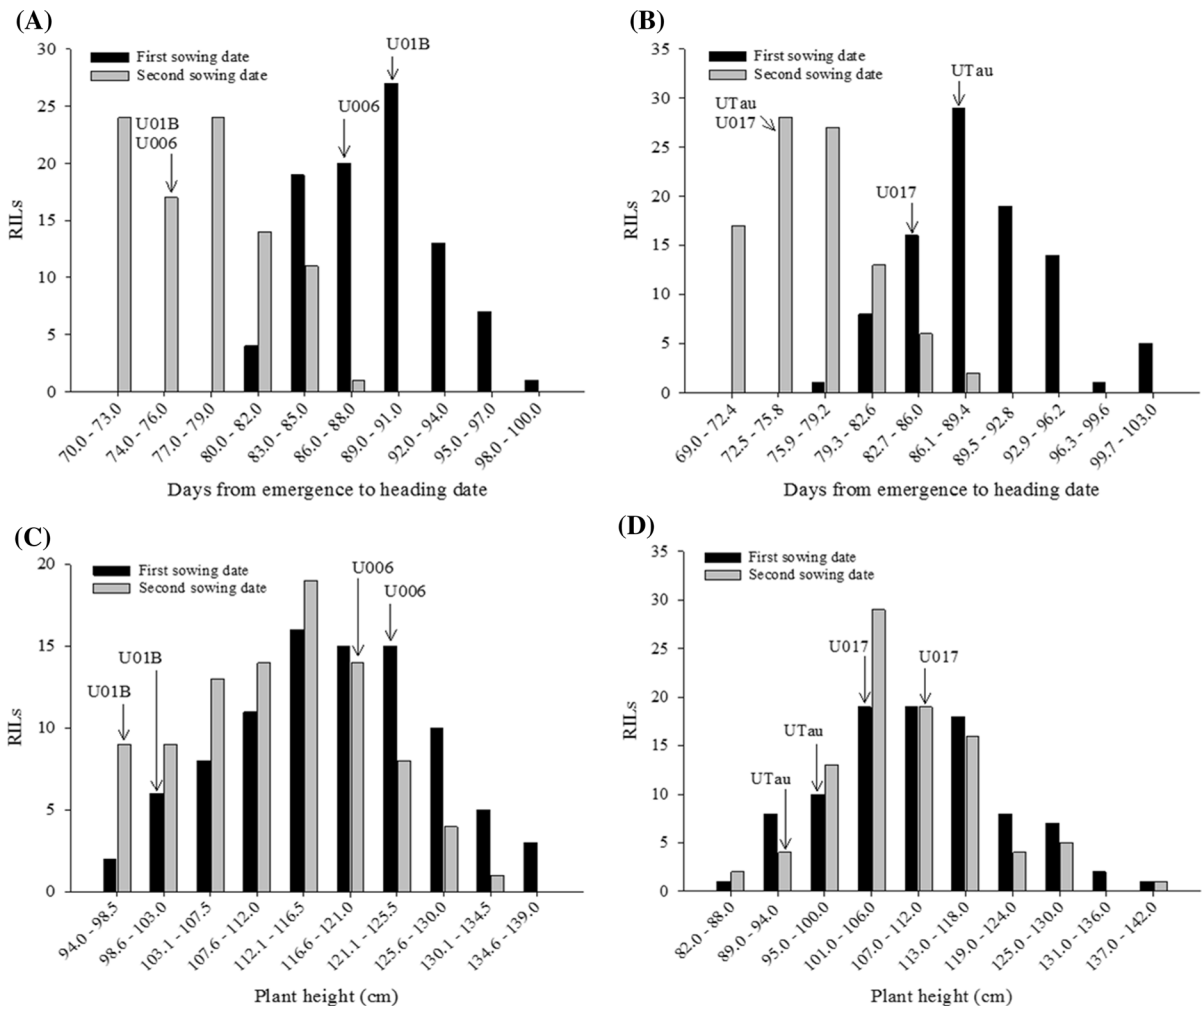 (A)
U01B
First sowing date
Second sowing date
U006
U01B
U006
RILs
30
25
20
15
10
5
0
70.0 - 73.0
74.0 - 76.0
77.0 - 79.0
80.0 - 82.0
83.0 - 85.0
86.0 - 88.0
89.0 - 91.0
92.0 - 94.0
95.0 - 97.0
98.0 - 100.0
Days from emergence to heading date
(B)
First sowing date
Second sowing date
UTau
UTau
U017
U017
RILs
35
30
25
20
15
10
5
0
69.0 - 72.4
72.5 - 75.8
75.9 - 79.2
79.3 - 82.6
82.7 - 86.0
86.1 - 89.4
89.5 - 92.8
92.9 - 96.2
96.3 - 99.6
99.7 - 103.0
Days from emergence to heading date
(C)
First sowing date
Second sowing date
U006
U006
U01B
U01B
RILs
20
15
10
5
0
94.0 - 98.5
98.6 - 103.0
103.1 - 107.5
107.6 - 112.0
112.1 - 116.5
116.6 - 121.0
121.1 - 125.5
125.6 - 130.0
130.1 - 134.5
134.6 - 139.0
Plant height (cm)
(D)
First sowing date
Second sowing date
U017
U017
UTau
UTau
RILs
35
30
25
20
15
10
5
0
82.0 - 88.0
89.0 - 94.0
95.0 - 100.0
101.0 - 106.0
107.0 - 112.0
113.0 - 118.0
119.0 - 124.0
125.0 - 130.0
131.0 - 136.0
137.0 - 142.0
Plant height (cm)